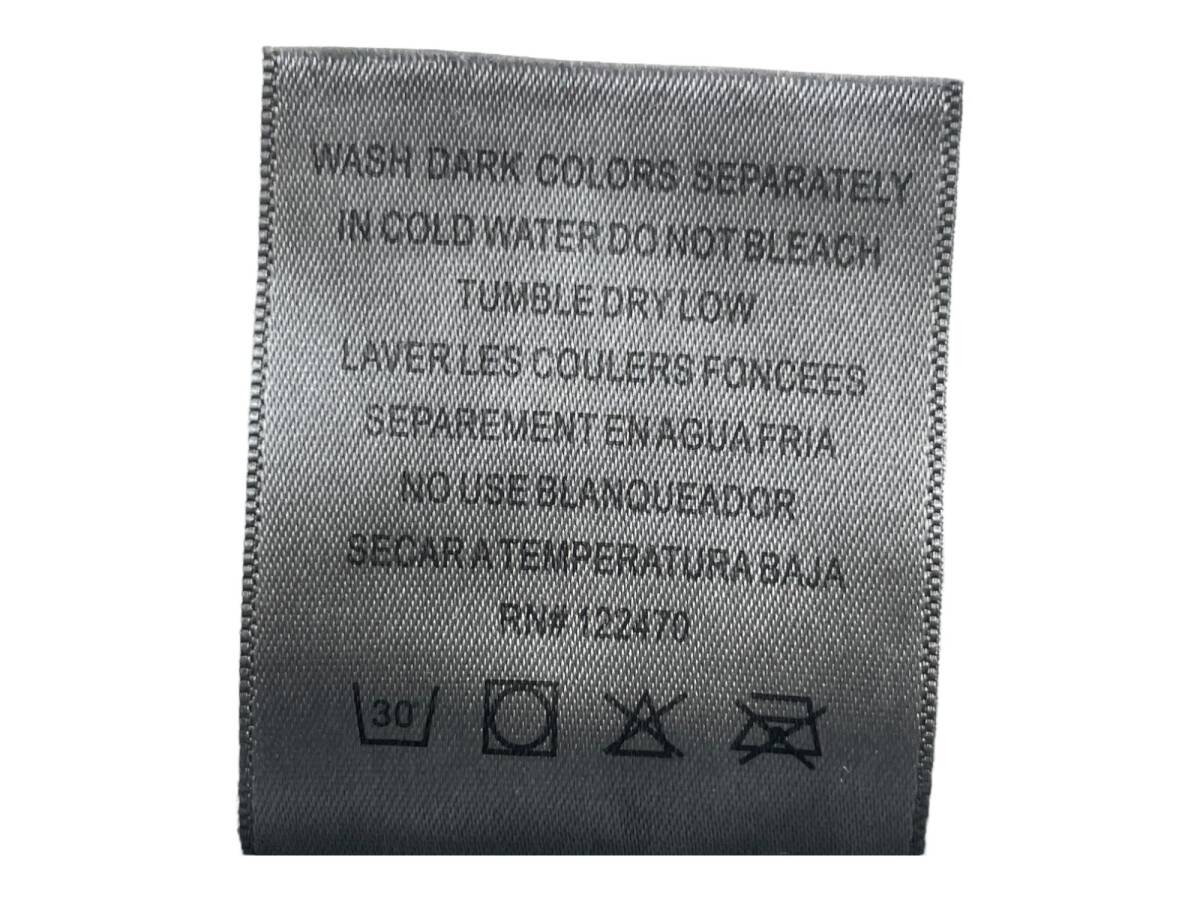 WASH DARK COLORS SEPARATELY
IN COLD WATER DO NOT BLEACH
TUMBLE DRY LOW
LAVER LES COULERS FONCEES
SEPAREMENT EN AGUA FRIA
NO USE BLANQUEADOR
SECAR A TEMPERATURA BAJA
RN# 122470
30